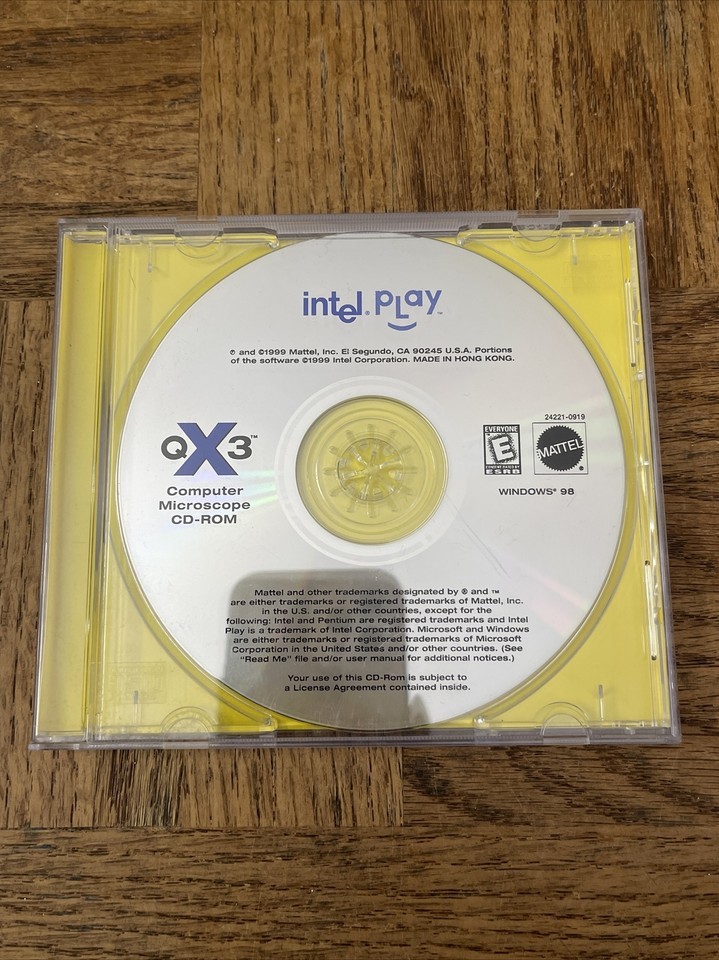 intel® pLay™
℗ and ©1999 Mattel, Inc. El Segundo, CA 90245 U.S.A. Portions
of the software ©1999 Intel Corporation. MADE IN HONG KONG.
QX3™
Computer
Microscope
CD-ROM
24221-0919
EVERYONE
E
CONTENT RATED BY
ESRB
MATTEL®
WINDOWS® 98
Mattel and other trademarks designated by ® and ™
are either trademarks or registered trademarks of Mattel, Inc.
in the U.S. and/or other countries, except for the
following: Intel and Pentium are registered trademarks and Intel
Play is a trademark of Intel Corporation. Microsoft and Windows
are either trademarks or registered trademarks of Microsoft
Corporation in the United States and/or other countries. (See
"Read Me" file and/or user manual for additional notices.)
Your use of this CD-Rom is subject to
a License Agreement contained inside.